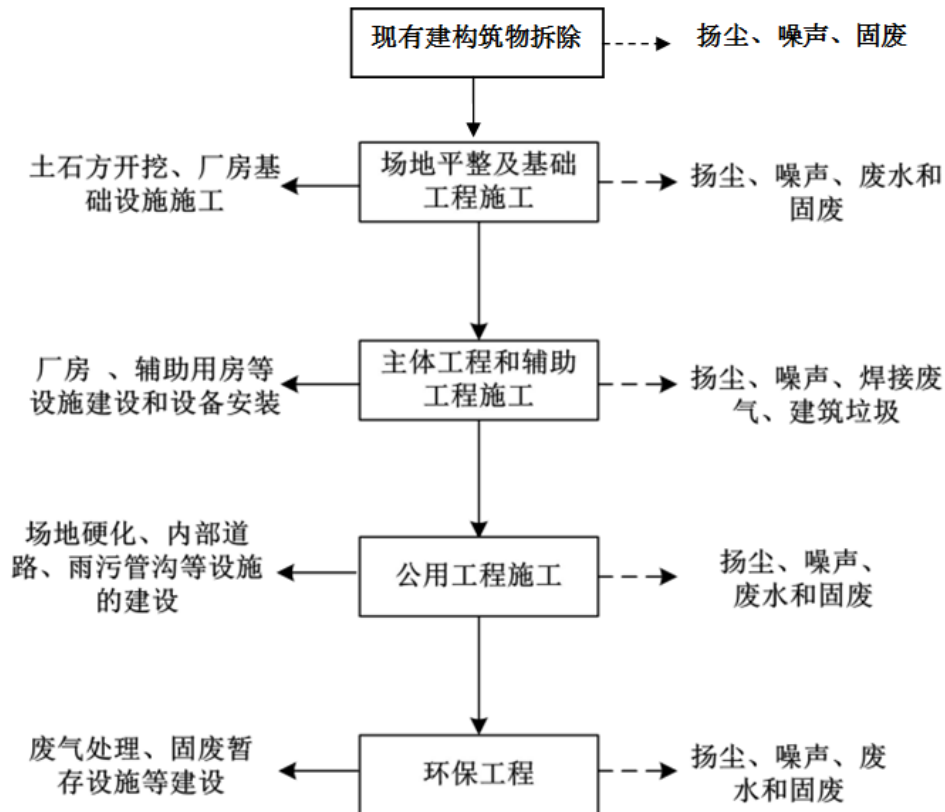 现有建构筑物拆除
扬尘、噪声、固废
土石方开挖、厂房基
础设施施工
场地平整及基础
工程施工
扬尘、噪声、废水和
固废
厂房 、辅助用房等
设施建设和设备安装
主体工程和辅助
工程施工
扬尘、噪声、焊接废
气、建筑垃圾
场地硬化、内部道
路、雨污管沟等设施
的建设
公用工程施工
扬尘、噪声、
废水和固废
废气处理、固废暂
存设施等建设
环保工程
扬尘、噪声、废
水和固废